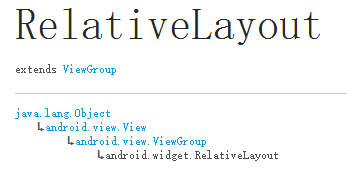 RelativeLayout
extends ViewGroup
java.lang.Object
↳android.view.View
↳android.view.ViewGroup
↳android.widget.RelativeLayout